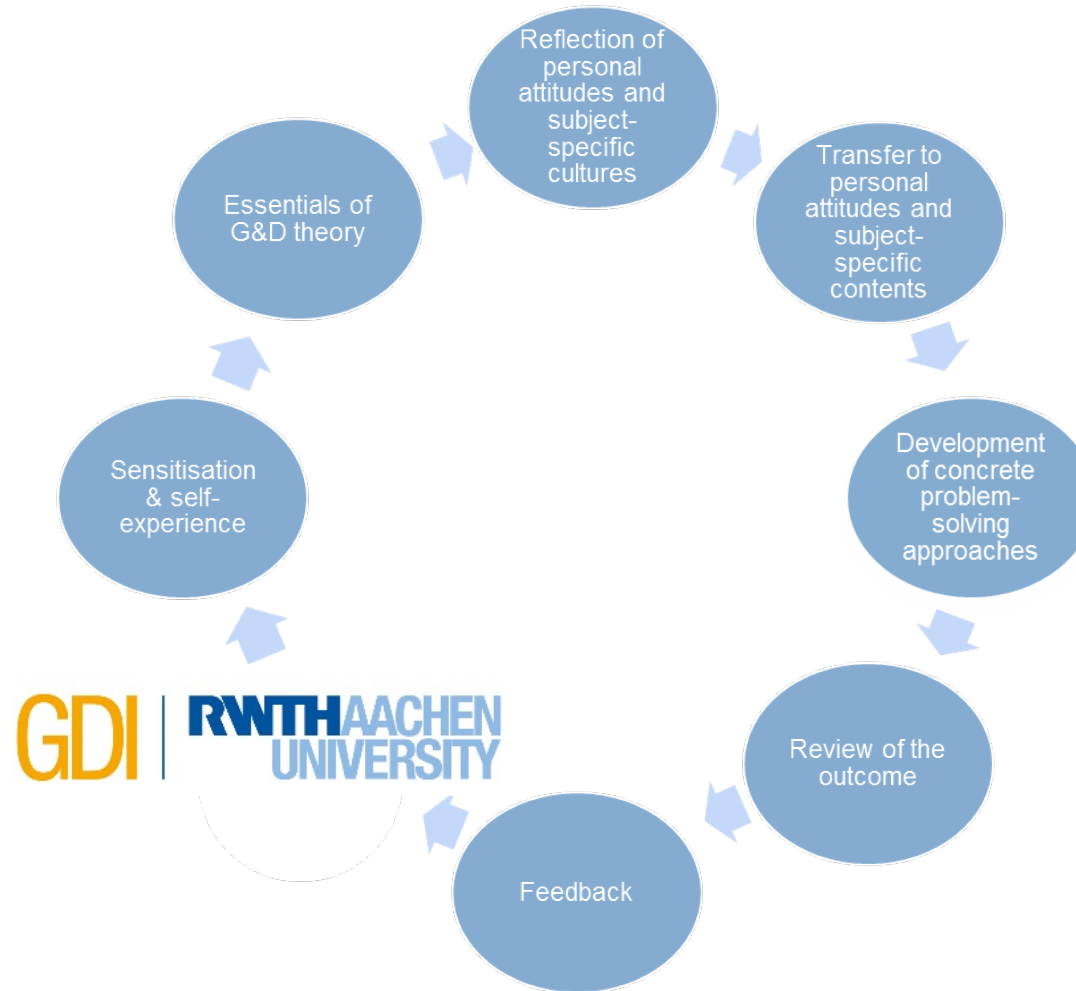 Reflection of
personal
attitudes and
subject-
specific
cultures
Transfer to
personal
attitudes and
subject-
specific
contents
Development
of concrete
problem-
solving
approaches
Review of the
outcome
Feedback
GDI
RWTHAACHEN
UNIVERSITY
Sensitisation
& self-
experience
Essentials of
G&D theory